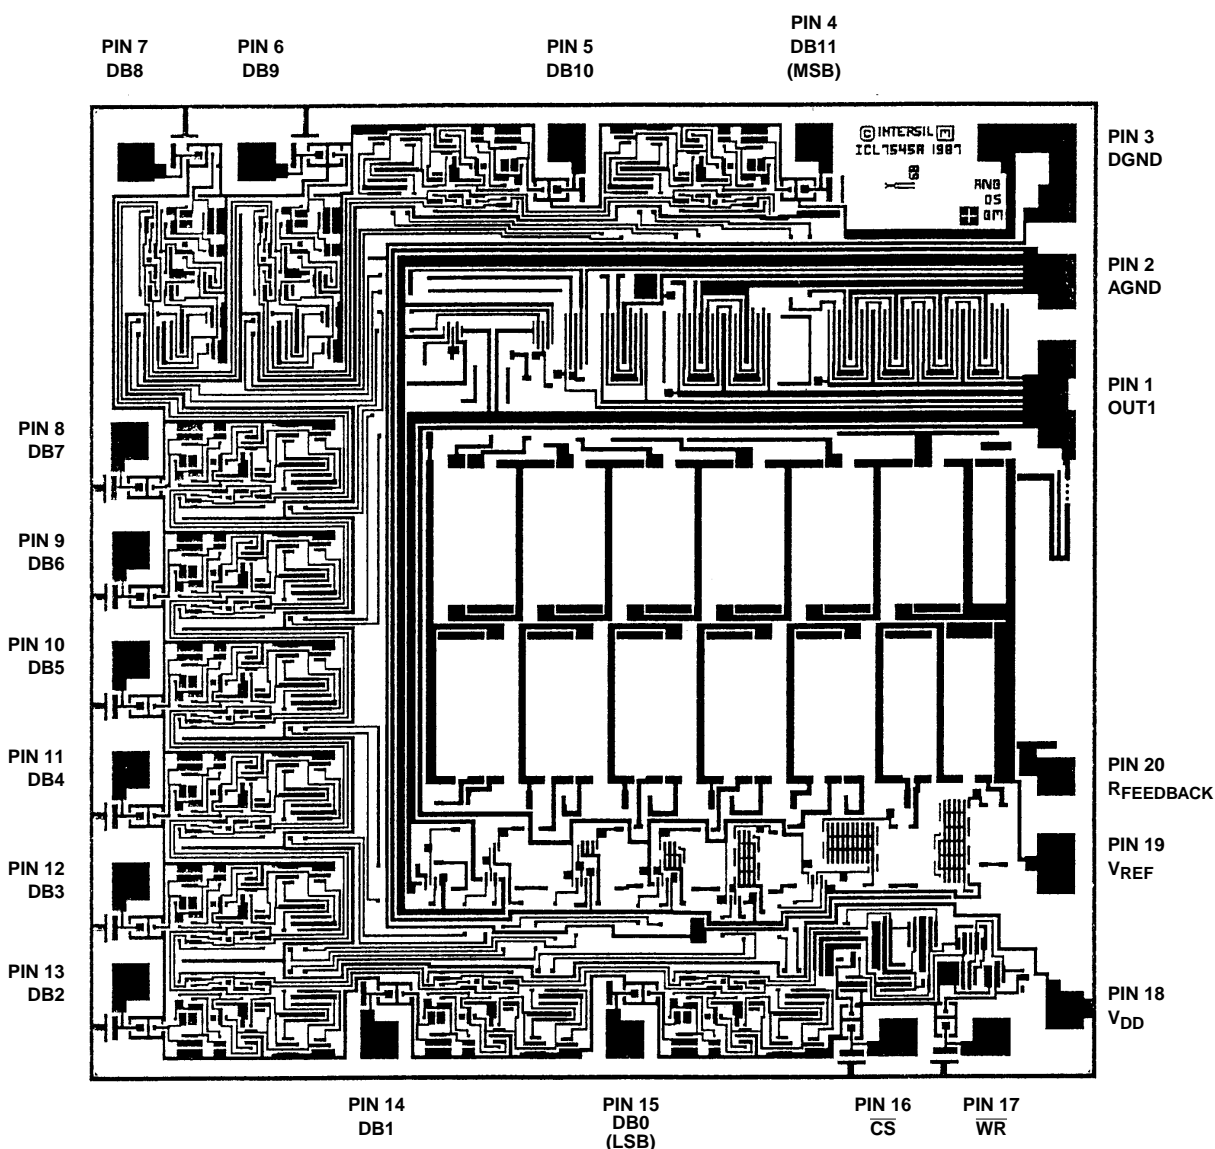 PIN 7
DB8
PIN 6
DB9
PIN 5
DB10
PIN 4
DB11
(MSB)
© INTERSIL M
ICL7545A 1987
PIN 3
DGND
PIN 2
AGND
PIN 1
OUT1
PIN 8
DB7
PIN 9
DB6
PIN 10
DB5
PIN 11
DB4
PIN 12
DB3
PIN 13
DB2
PIN 20
RFEEDBACK
PIN 19
VREF
PIN 18
VDD
PIN 14
DB1
PIN 15
DB0
(LSB)
PIN 16
CS
PIN 17
WR